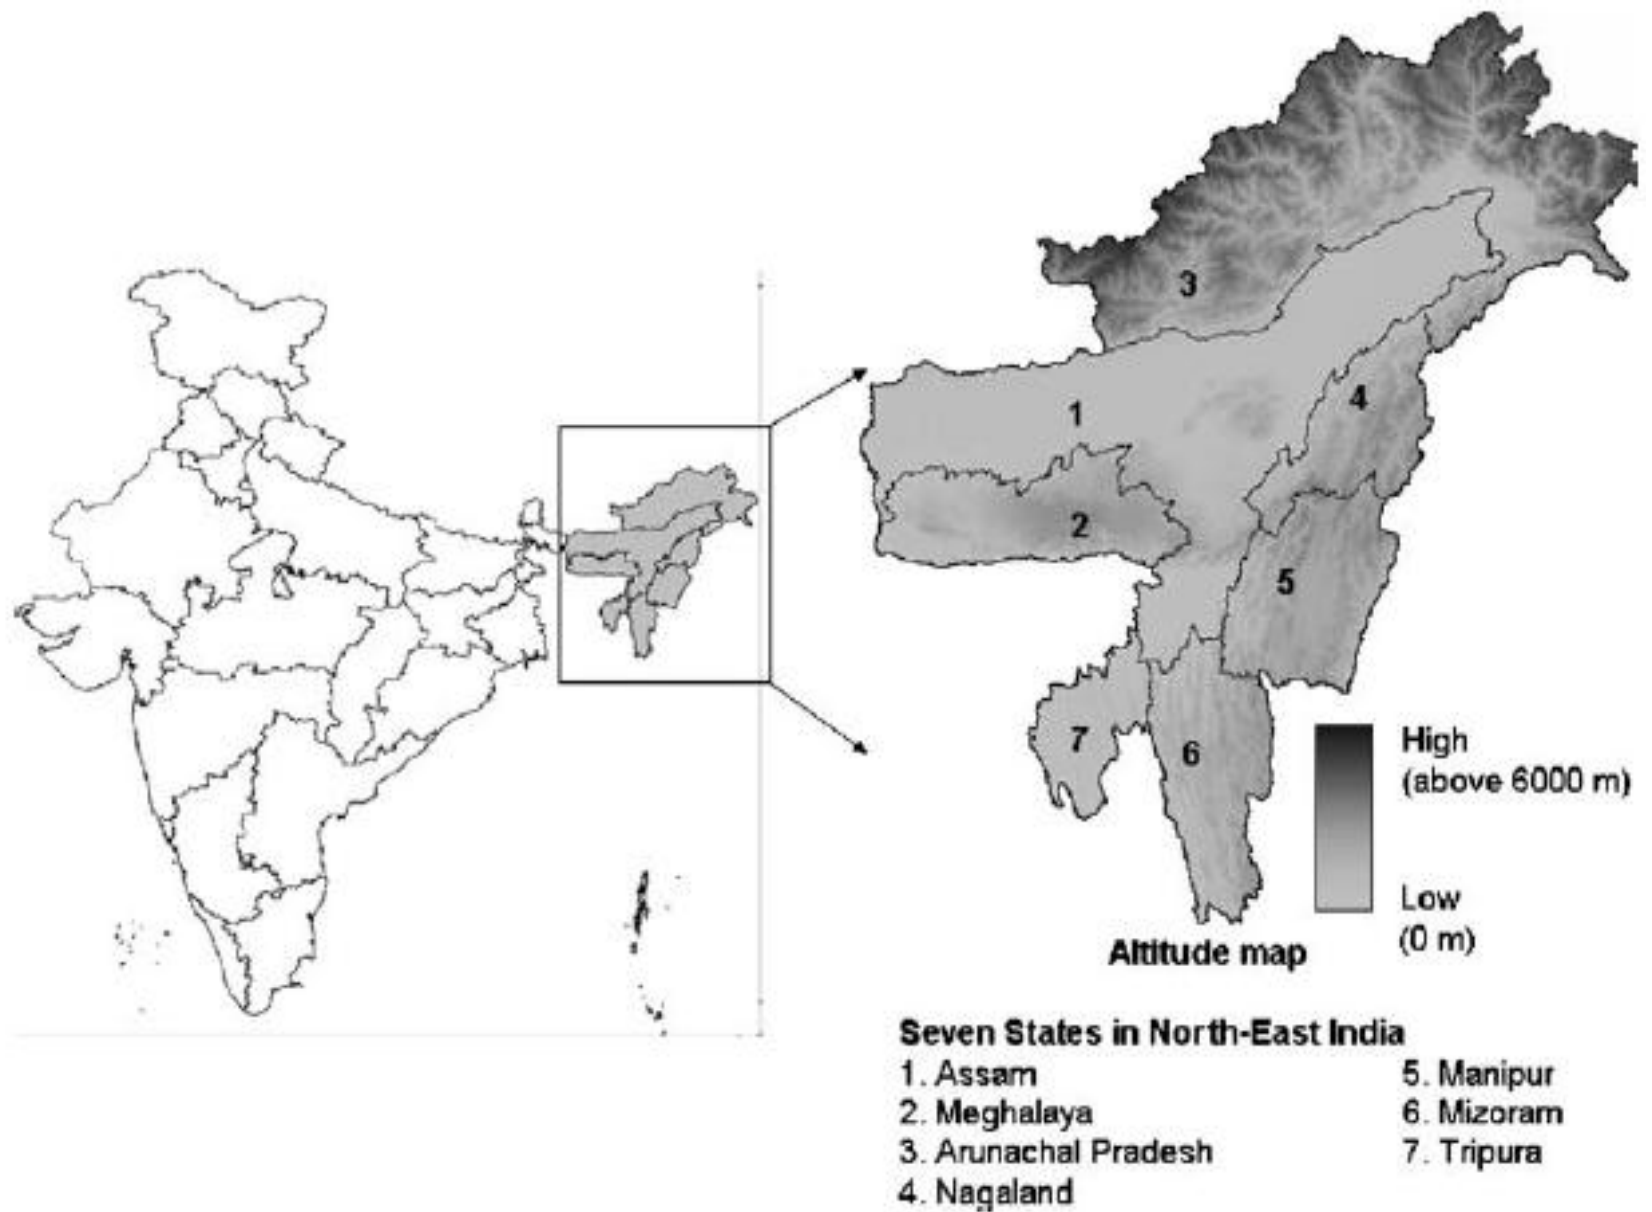 3
1
4
2
5
7
6
High
(above 6000 m)
Low
(0 m)
Altitude map
Seven States in North-East India
1. Assam
2. Meghalaya
3. Arunachal Pradesh
4. Nagaland
5. Manipur
6. Mizoram
7. Tripura